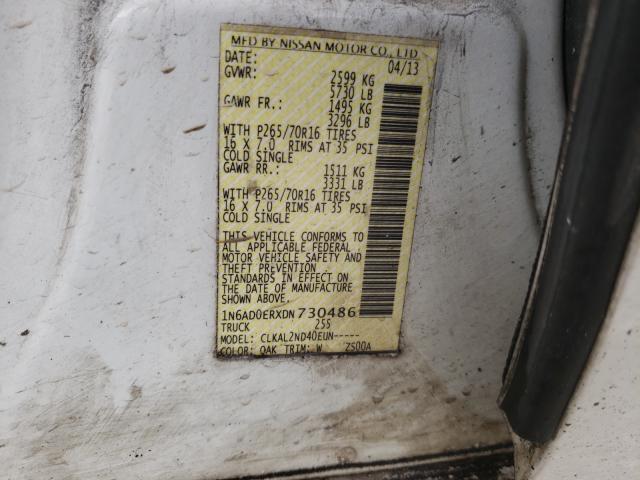 MFD BY NISSAN MOTOR CO., LTD
DATE: 04/13
GVWR: 2599 KG
5730 LB
GAWR FR.: 1495 KG
3296 LB
WITH P265/70R16 TIRES
16 X 7.0 RIMS AT 35 PSI
COLD SINGLE
GAWR RR.: 1511 KG
3331 LB
WITH P265/70R16 TIRES
16 X 7.0 RIMS AT 35 PSI
COLD SINGLE
THIS VEHICLE CONFORMS TO
ALL APPLICABLE FEDERAL
MOTOR VEHICLE SAFETY AND
THEFT PREVENTION
STANDARDS IN EFFECT ON
THE DATE OF MANUFACTURE
SHOWN ABOVE.
1N6AD0ERXDN730486
TRUCK 255
MODEL: CLKAL2ND40EUN-----
COLOR: QAK TRIM: W ZS00A